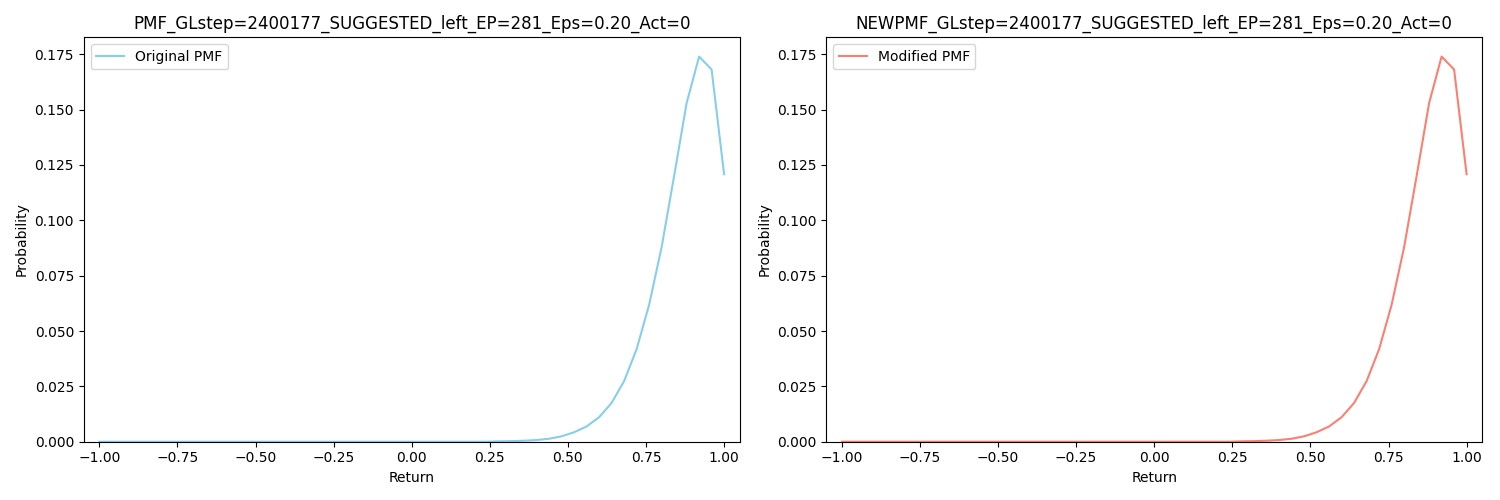 PMF_GLstep=2400177_SUGGESTED_left_EP=281_Eps=0.20_Act=0
Original PMF
0.175
0.150
0.125
0.100
0.075
0.050
0.025
0.000
Probability
−1.00 −0.75 −0.50 −0.25 0.00 0.25 0.50 0.75 1.00
Return
NEWPMF_GLstep=2400177_SUGGESTED_left_EP=281_Eps=0.20_Act=0
Modified PMF
0.175
0.150
0.125
0.100
0.075
0.050
0.025
0.000
Probability
−1.00 −0.75 −0.50 −0.25 0.00 0.25 0.50 0.75 1.00
Return